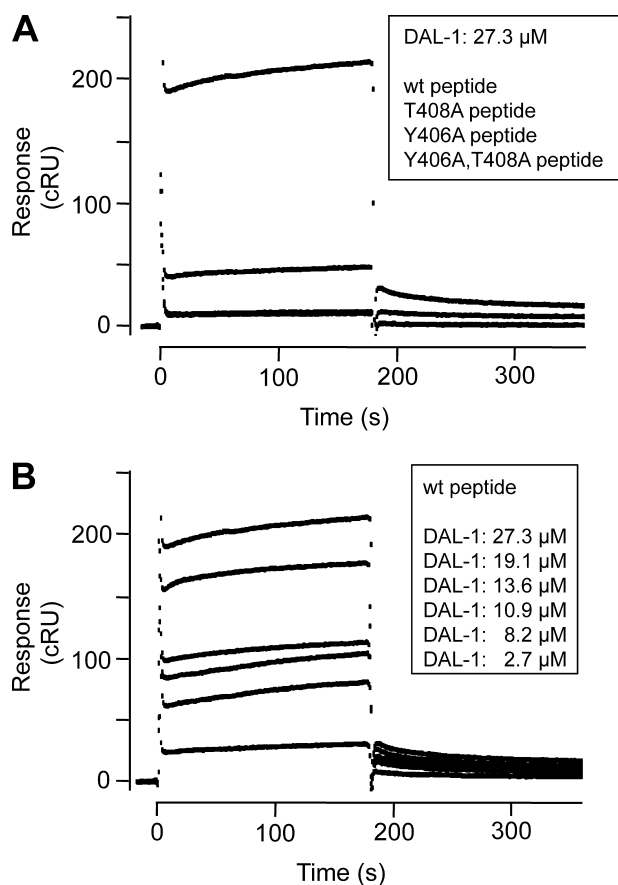 A
DAL-1: 27.3 µM
wt peptide
T408A peptide
Y406A peptide
Y406A,T408A peptide
Response
(cRU)
200
100
0
0 100 200 300
Time (s)
B
wt peptide
DAL-1: 27.3 µM
DAL-1: 19.1 µM
DAL-1: 13.6 µM
DAL-1: 10.9 µM
DAL-1: 8.2 µM
DAL-1: 2.7 µM
Response
(cRU)
200
100
0
0 100 200 300
Time (s)